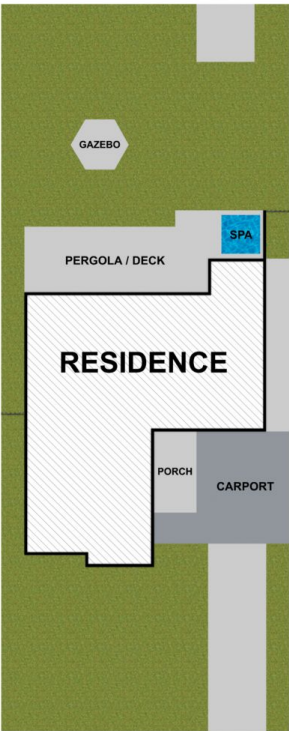 GAZEBO
SPA
PERGOLA / DECK
RESIDENCE
PORCH
CARPORT